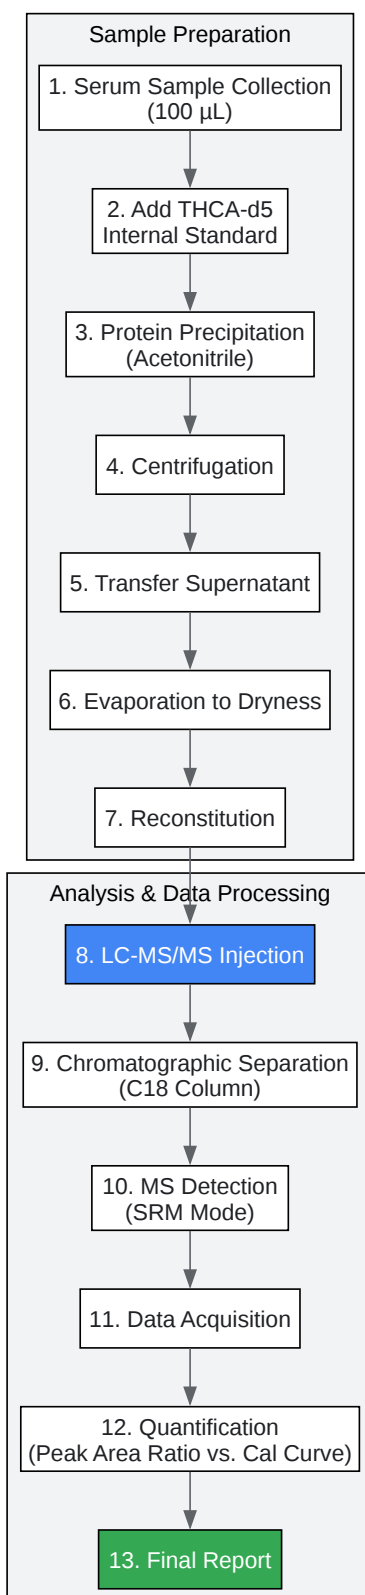 Sample Preparation
1. Serum Sample Collection
(100 µL)
2. Add THCA-d5
Internal Standard
3. Protein Precipitation
(Acetonitrile)
4. Centrifugation
5. Transfer Supernatant
6. Evaporation to Dryness
7. Reconstitution
Analysis & Data Processing
8. LC-MS/MS Injection
9. Chromatographic Separation
(C18 Column)
10. MS Detection
(SRM Mode)
11. Data Acquisition
12. Quantification
(Peak Area Ratio vs. Cal Curve)
13. Final Report